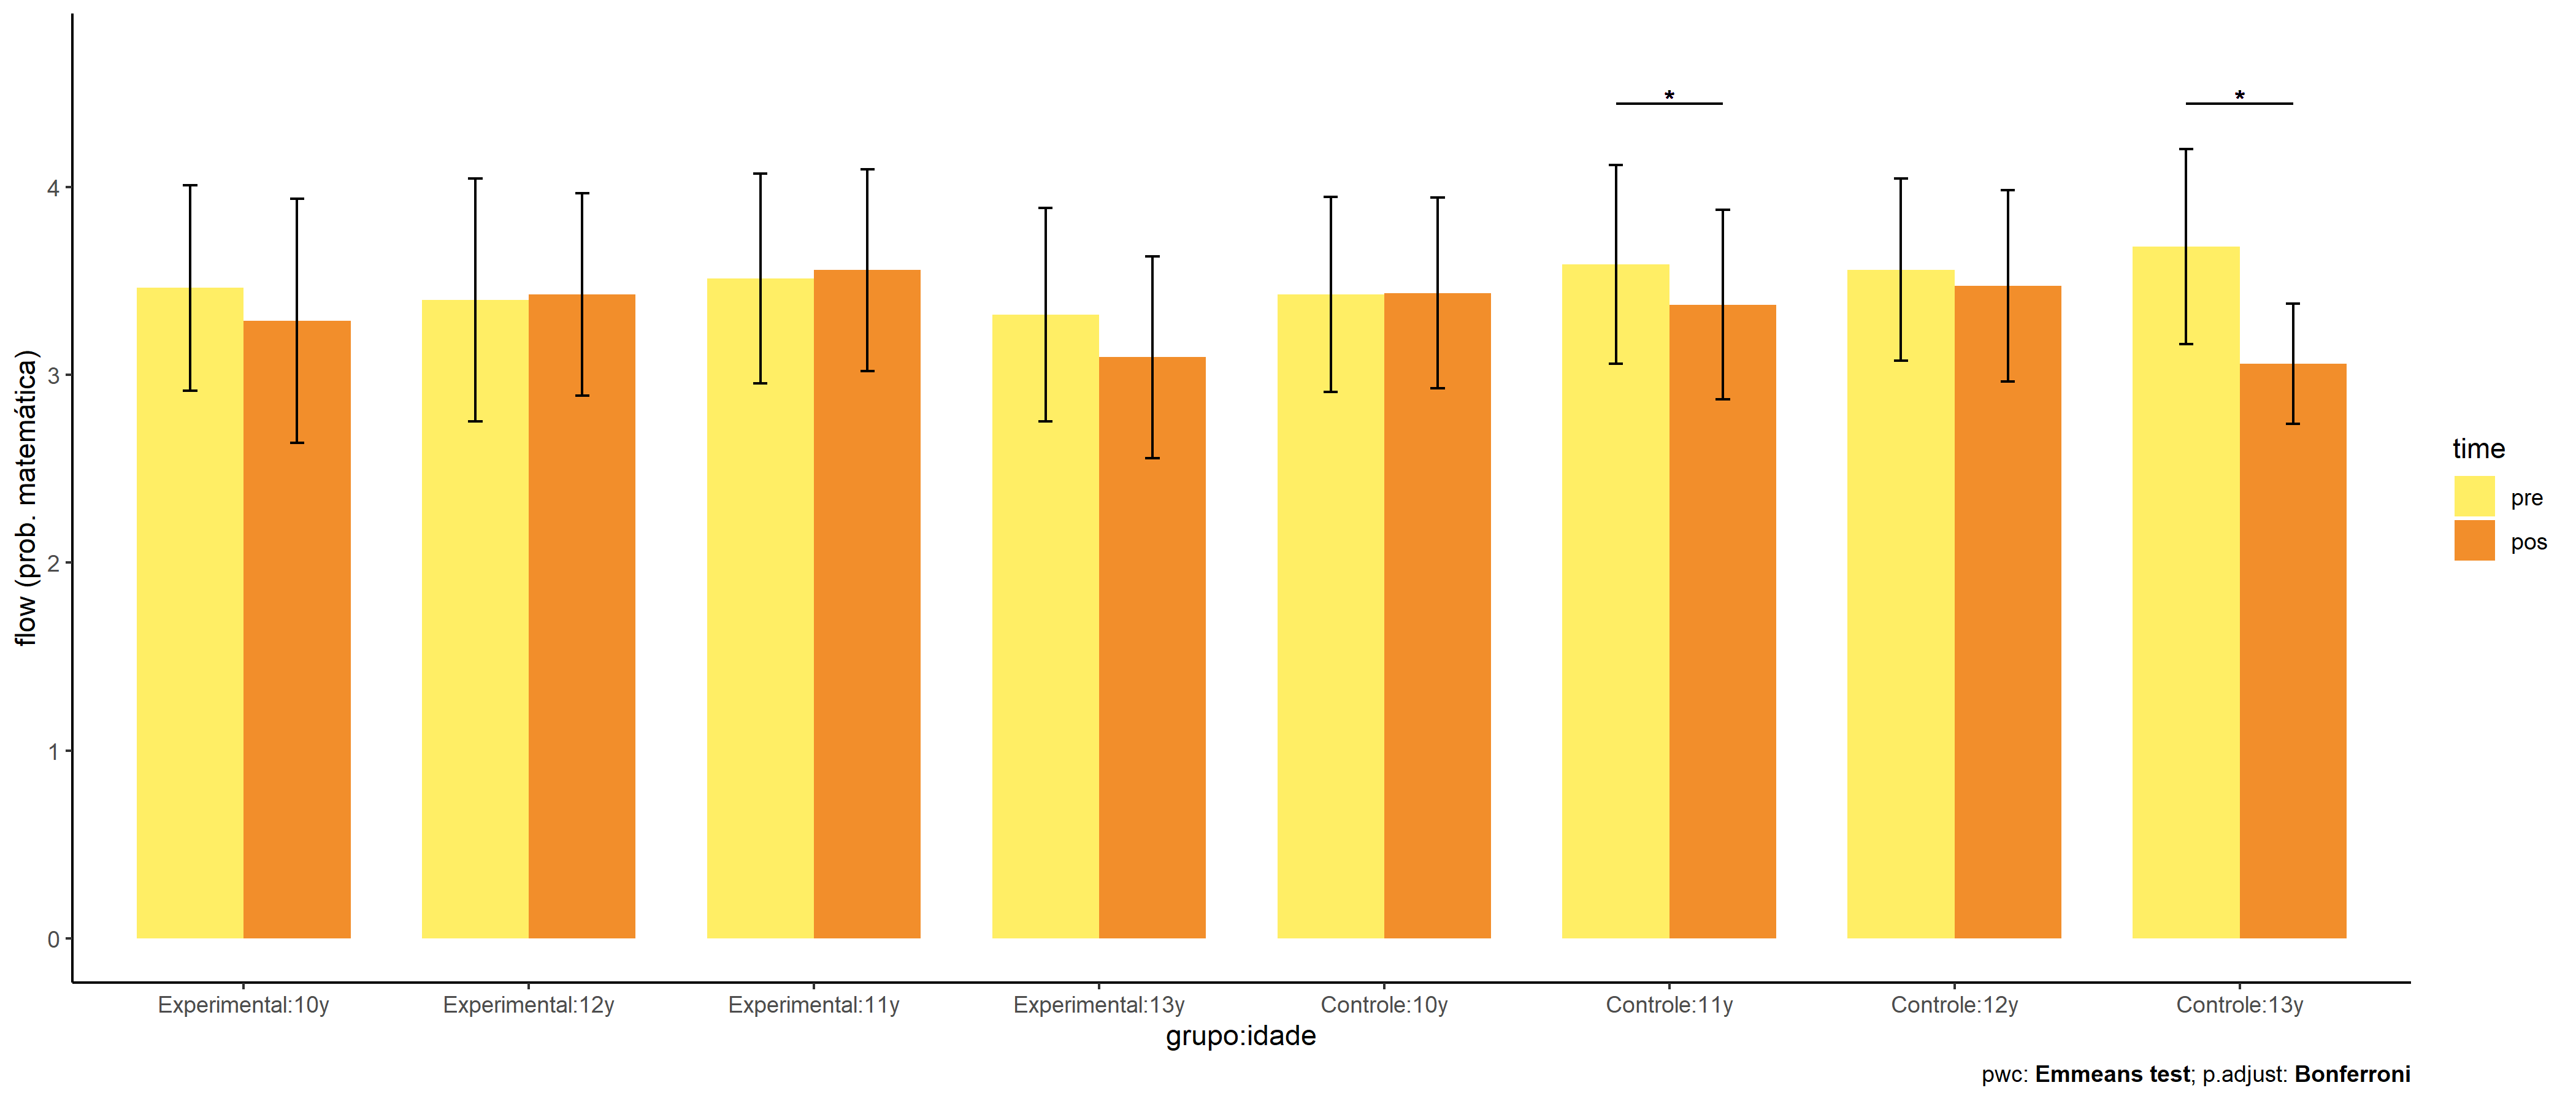 flow (prob. matemática)
4
3
2
1
0
*
*
Experimental:10y
Experimental:12y
Experimental:11y
Experimental:13y
Controle:10y
Controle:11y
Controle:12y
Controle:13y
grupo:idade
time
pre
pos
pwc: Emmeans test; p.adjust: Bonferroni